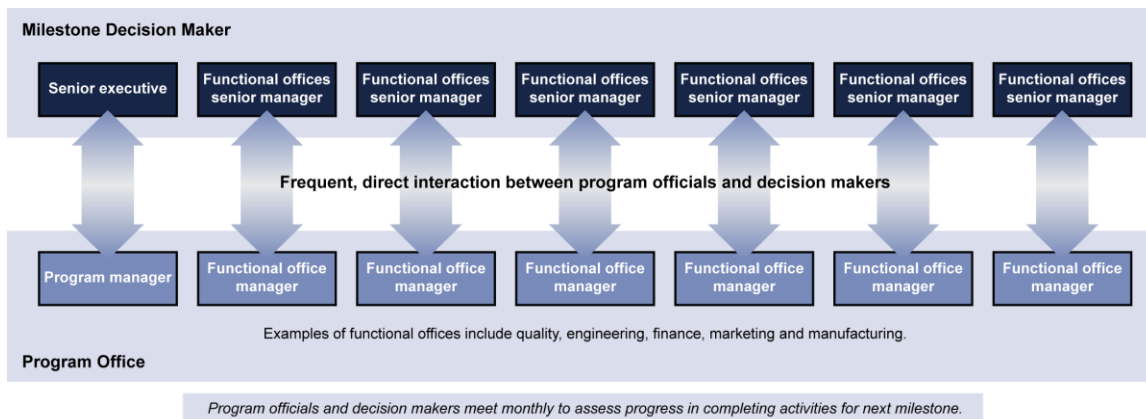 Milestone Decision Maker
Senior executive
Functional offices
senior manager
Functional offices
senior manager
Functional offices
senior manager
Functional offices
senior manager
Functional offices
senior manager
Functional offices
senior manager
Frequent, direct interaction between program officials and decision makers
Program manager
Functional office
manager
Functional office
manager
Functional office
manager
Functional office
manager
Functional office
manager
Functional office
manager
Examples of functional offices include quality, engineering, finance, marketing and manufacturing.
Program Office
Program officials and decision makers meet monthly to assess progress in completing activities for next milestone.